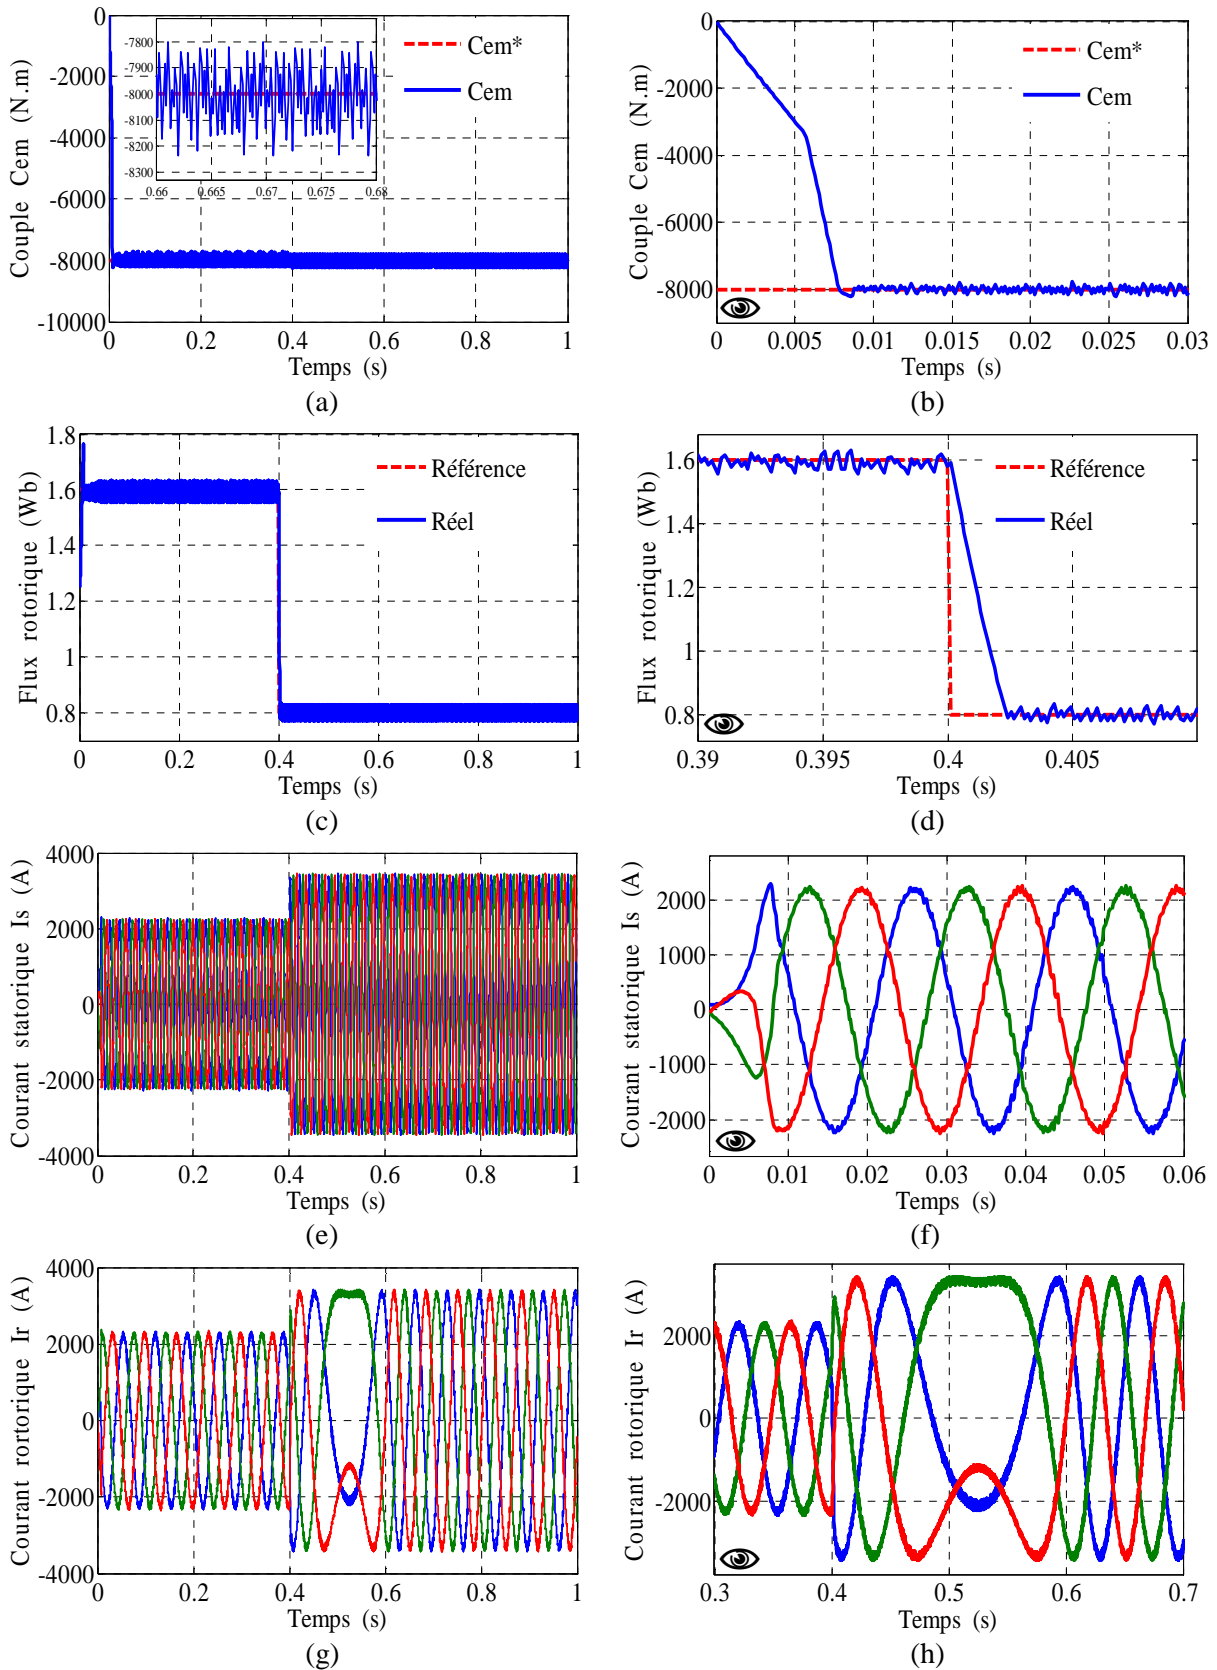 0
-2000
-4000
-6000
-8000
-10000
Couple Cem (N.m)
-7800
-7900
-8000
-8100
-8200
-8300
0.66 0.665 0.67 0.675 0.68
Cem*
Cem
0 0.2 0.4 0.6 0.8 1
Temps (s)
(a)
0
-2000
-4000
-6000
-8000
Couple Cem (N.m)
Cem*
Cem
0 0.005 0.01 0.015 0.02 0.025 0.03
Temps (s)
(b)
1.8
1.6
1.4
1.2
1
0.8
Flux rotorique (Wb)
Référence
Réel
0 0.2 0.4 0.6 0.8 1
Temps (s)
(c)
1.6
1.4
1.2
1
0.8
Flux rotorique (Wb)
Référence
Réel
0.39 0.395 0.4 0.405
Temps (s)
(d)
4000
2000
0
-2000
-4000
Courant statorique Is (A)
0 0.2 0.4 0.6 0.8 1
Temps (s)
(e)
2000
1000
0
-1000
-2000
Courant statorique Is (A)
0 0.01 0.02 0.03 0.04 0.05 0.06
Temps (s)
(f)
4000
2000
0
-2000
-4000
Courant rortorique Ir (A)
0 0.2 0.4 0.6 0.8 1
Temps (s)
(g)
2000
0
-2000
Courant rotorique Ir (A)
0.3 0.4 0.5 0.6 0.7
Temps (s)
(h)